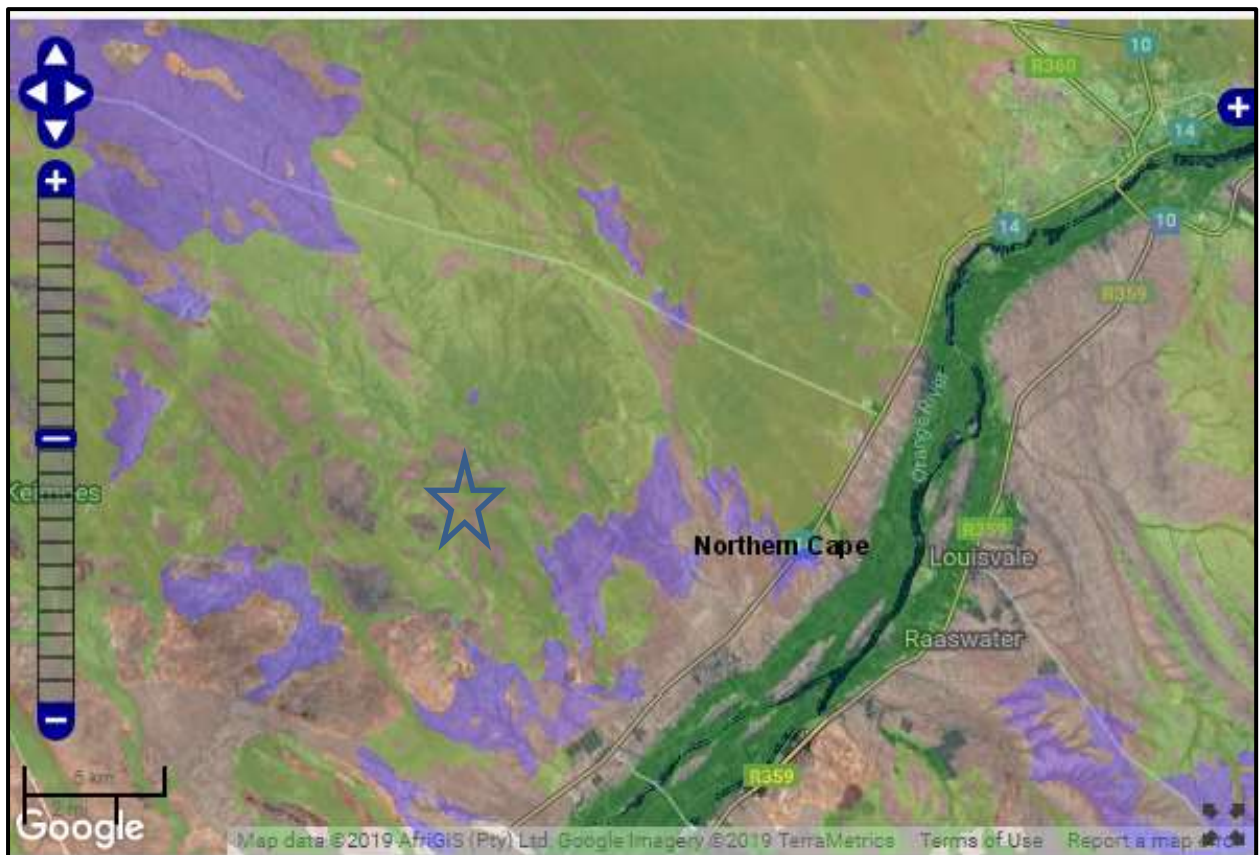 10
R360
14
10
14
R359
Orange River
Keimoes
R359
Northern Cape
Louisvale
Raaswater
R359
5 km
2 mi
Google
Map data ©2019 AfriGIS (Pty) Ltd, Google Imagery ©2019 TerraMetrics
Terms of Use
Report a map error